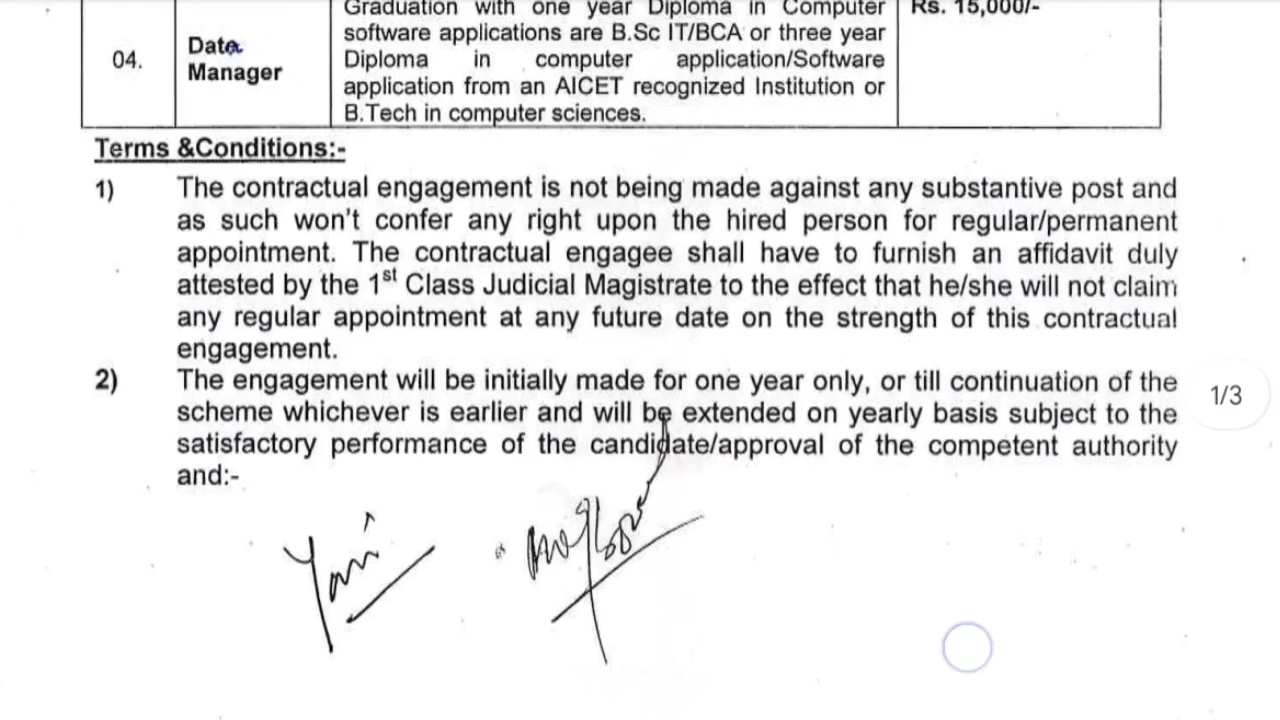 Graduation with one year Diploma in Computer Rs. 15,000/-
software applications are B.Sc IT/BCA or three year
04. Data Manager Diploma in computer application/Software
application from an AICET recognized Institution or
B.Tech in computer sciences.
Terms &Conditions:-
1) The contractual engagement is not being made against any substantive post and
as such won't confer any right upon the hired person for regular/permanent
appointment. The contractual engagee shall have to furnish an affidavit duly
attested by the 1st Class Judicial Magistrate to the effect that he/she will not claim
any regular appointment at any future date on the strength of this contractual
engagement.
2) The engagement will be initially made for one year only, or till continuation of the
scheme whichever is earlier and will be extended on yearly basis subject to the
satisfactory performance of the candidate/approval of the competent authority
and:-
1/3